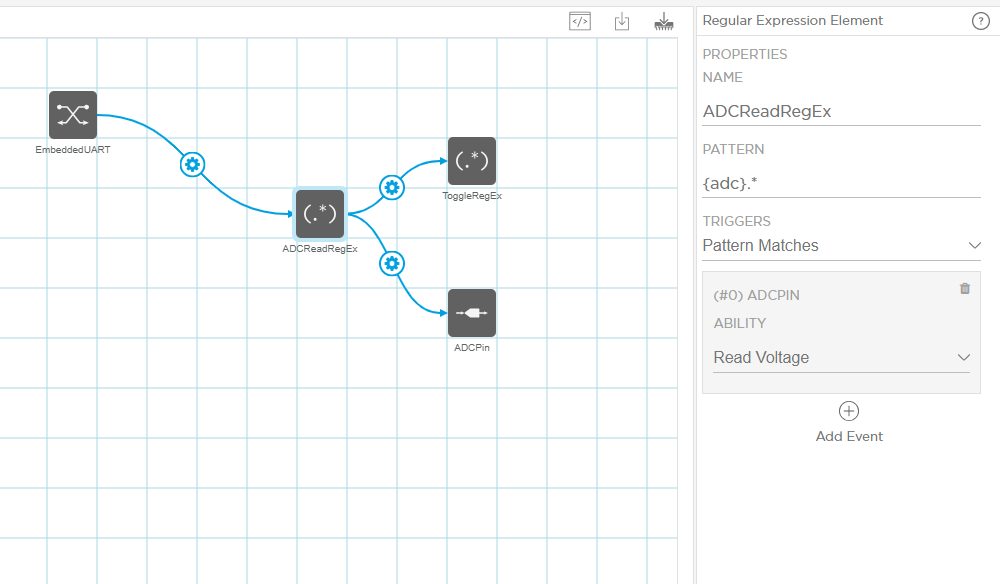 </>
EmbeddedUART
(.*)
ToggleRegEx
(.*)
ADCReadRegEx
ADCPin
Regular Expression Element
?
PROPERTIES
NAME
ADCReadRegEx
PATTERN
{adc}.*
TRIGGERS
Pattern Matches
(#0) ADCPIN
ABILITY
Read Voltage
Add Event